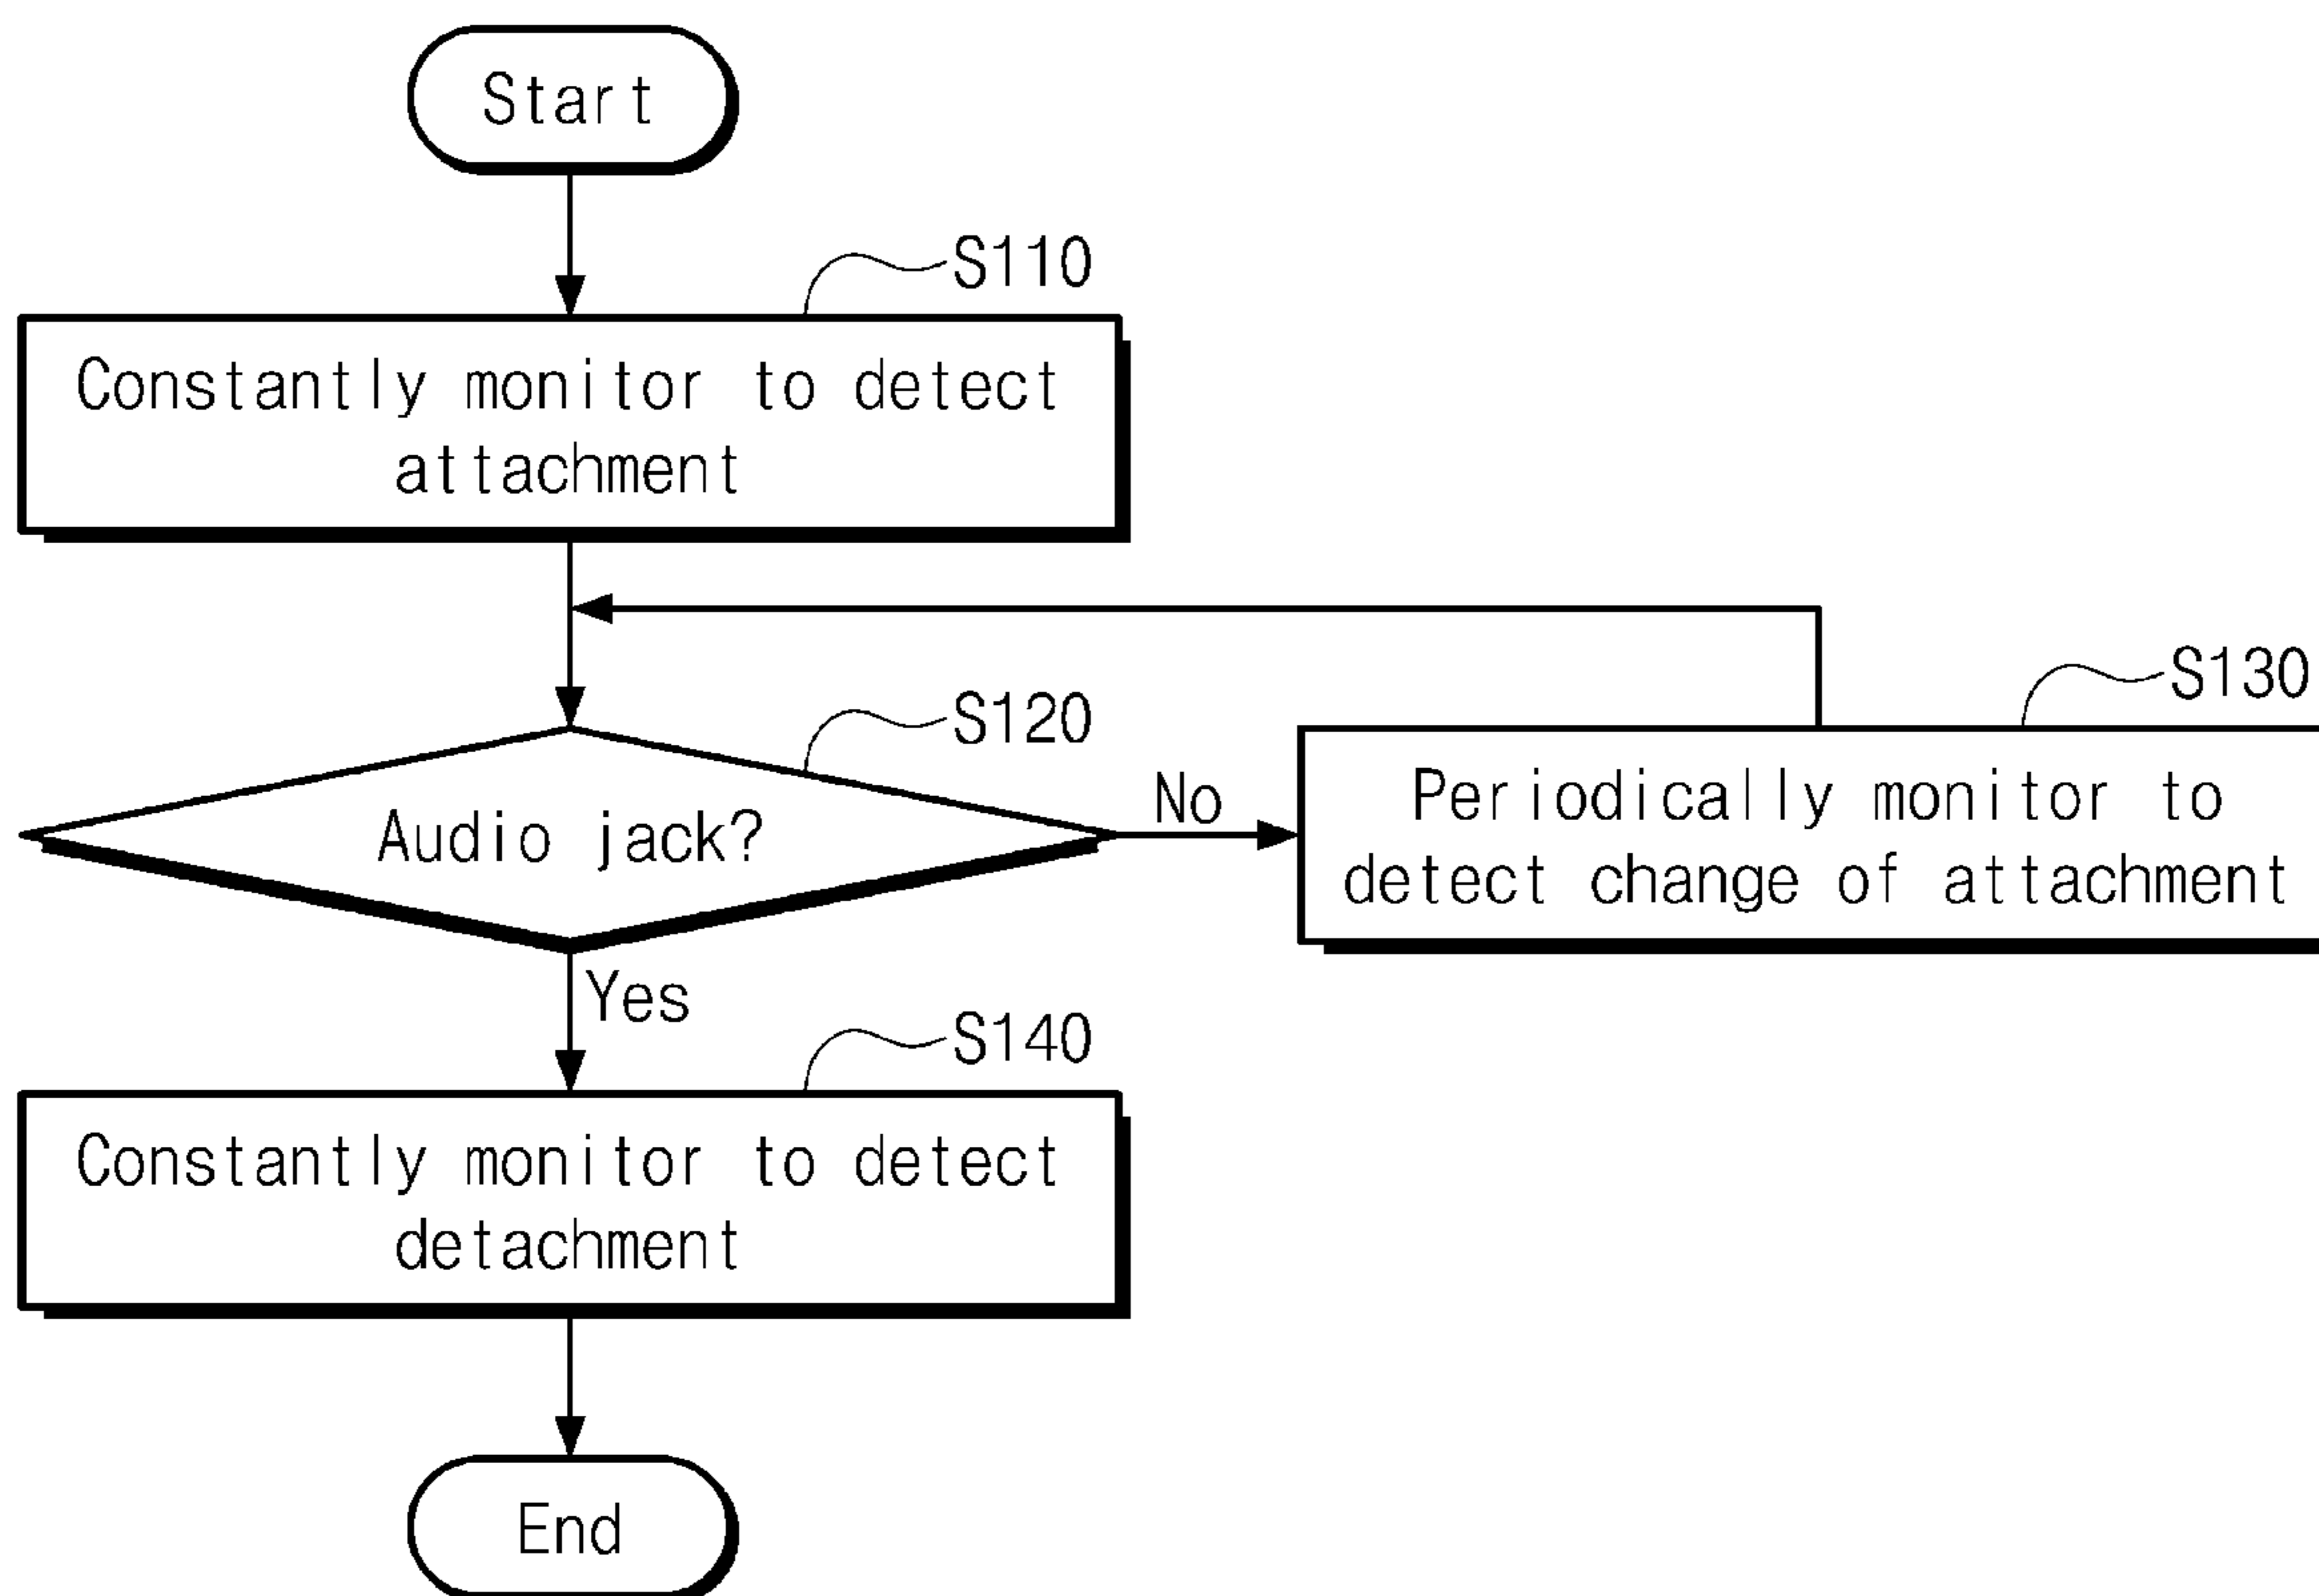 Start
S110
Constantly monitor to detect
attachment
S120
S130
Audio jack?
No
Periodically monitor to
detect change of attachment
Yes
S140
Constantly monitor to detect
detachment
End